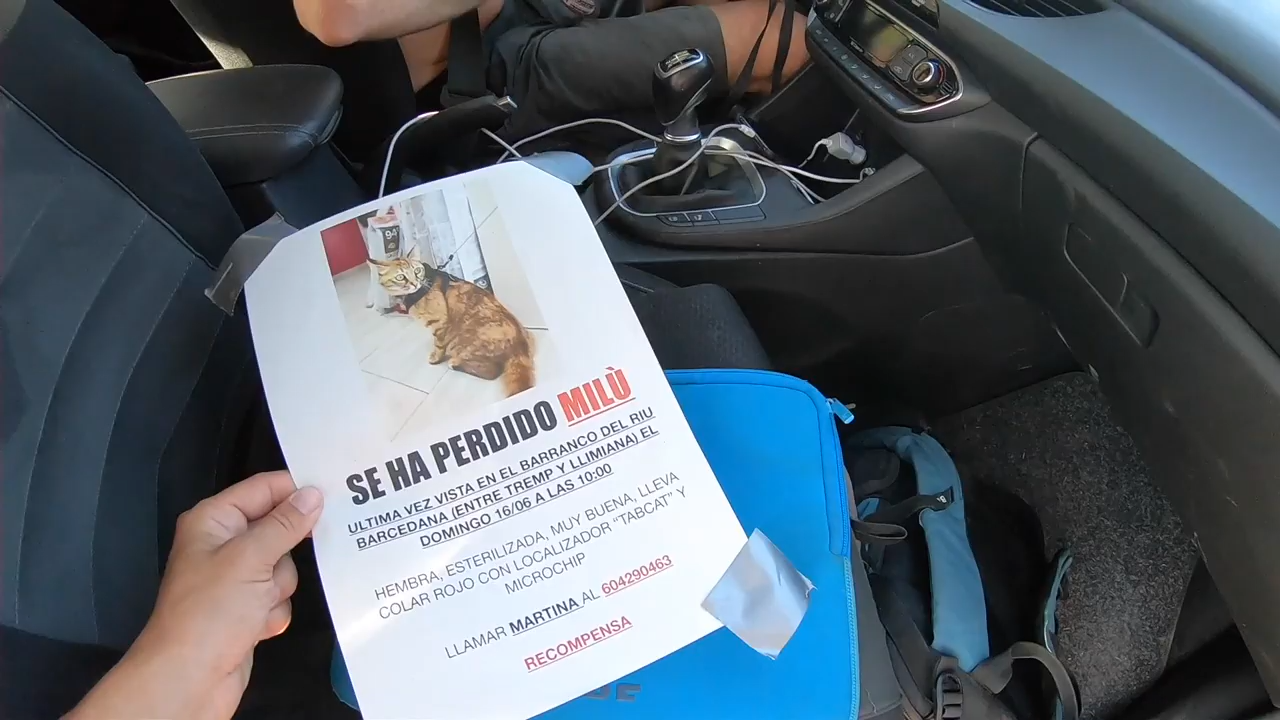 SE HA PERDIDO MILÙ
ULTIMA VEZ VISTA EN EL BARRANCO DEL RIU
BARCEDANA (ENTRE TREMP Y LLIMIANA) EL
DOMINGO 16/06 A LAS 10:00
HEMBRA, ESTERILIZADA, MUY BUENA, LLEVA
COLAR ROJO CON LOCALIZADOR "TABCAT" Y
MICROCHIP
LLAMAR MARTINA AL 604290463
RECOMPENSA